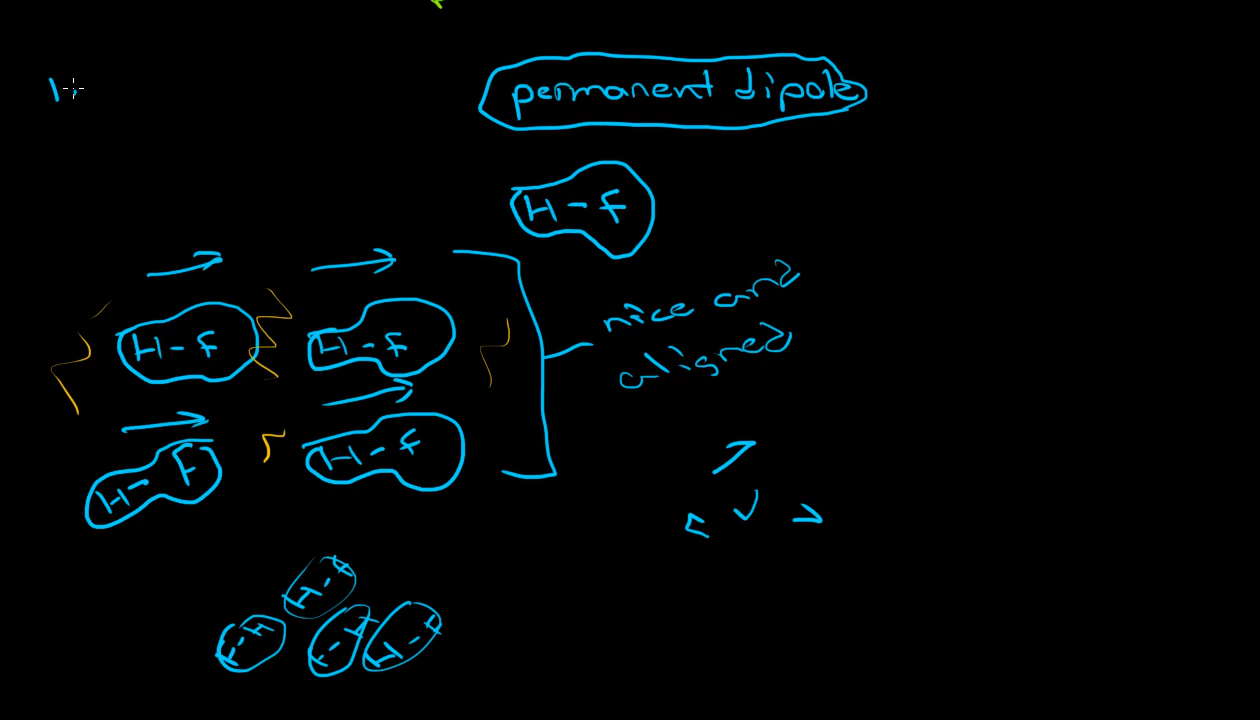 permanent dipole
H-F
nice and
aligned
H-F H-F
H-F H-F
H-F
F-H F-H H-F